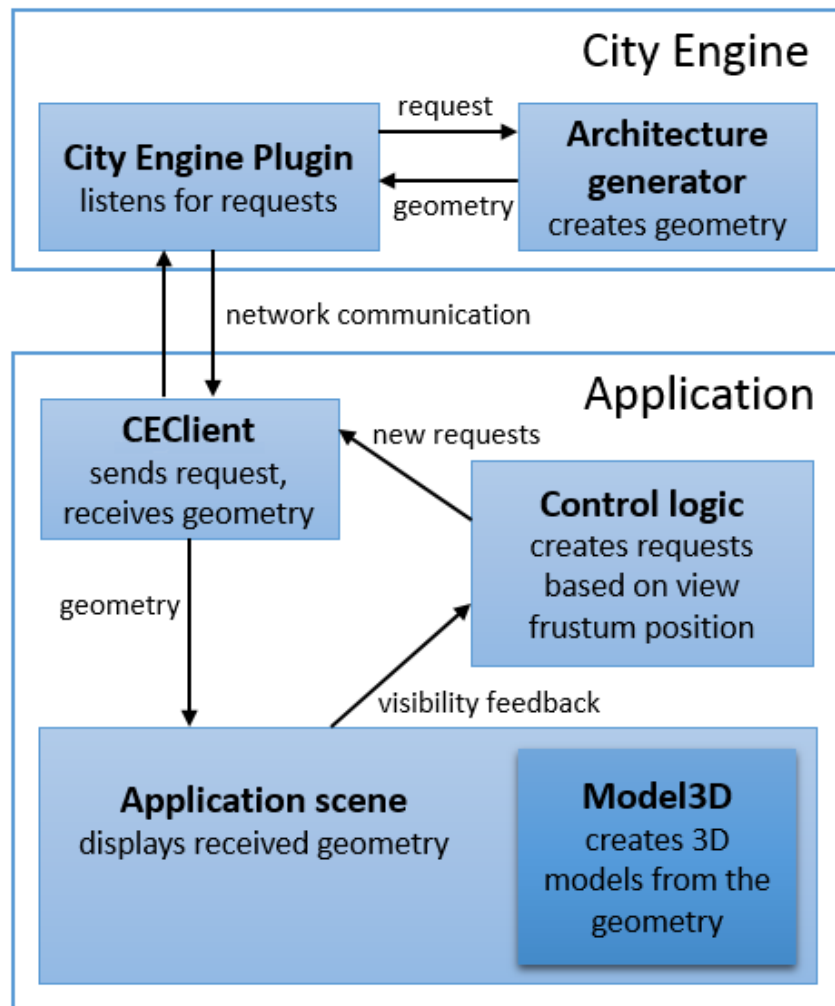 City Engine
request
City Engine Plugin
listens for requests
Architecture
generator
creates geometry
geometry
network communication
Application
CEClient
sends request,
receives geometry
new requests
Control logic
creates requests
based on view
frustum position
geometry
visibility feedback
Application scene
displays received geometry
Model3D
creates 3D
models from the
geometry